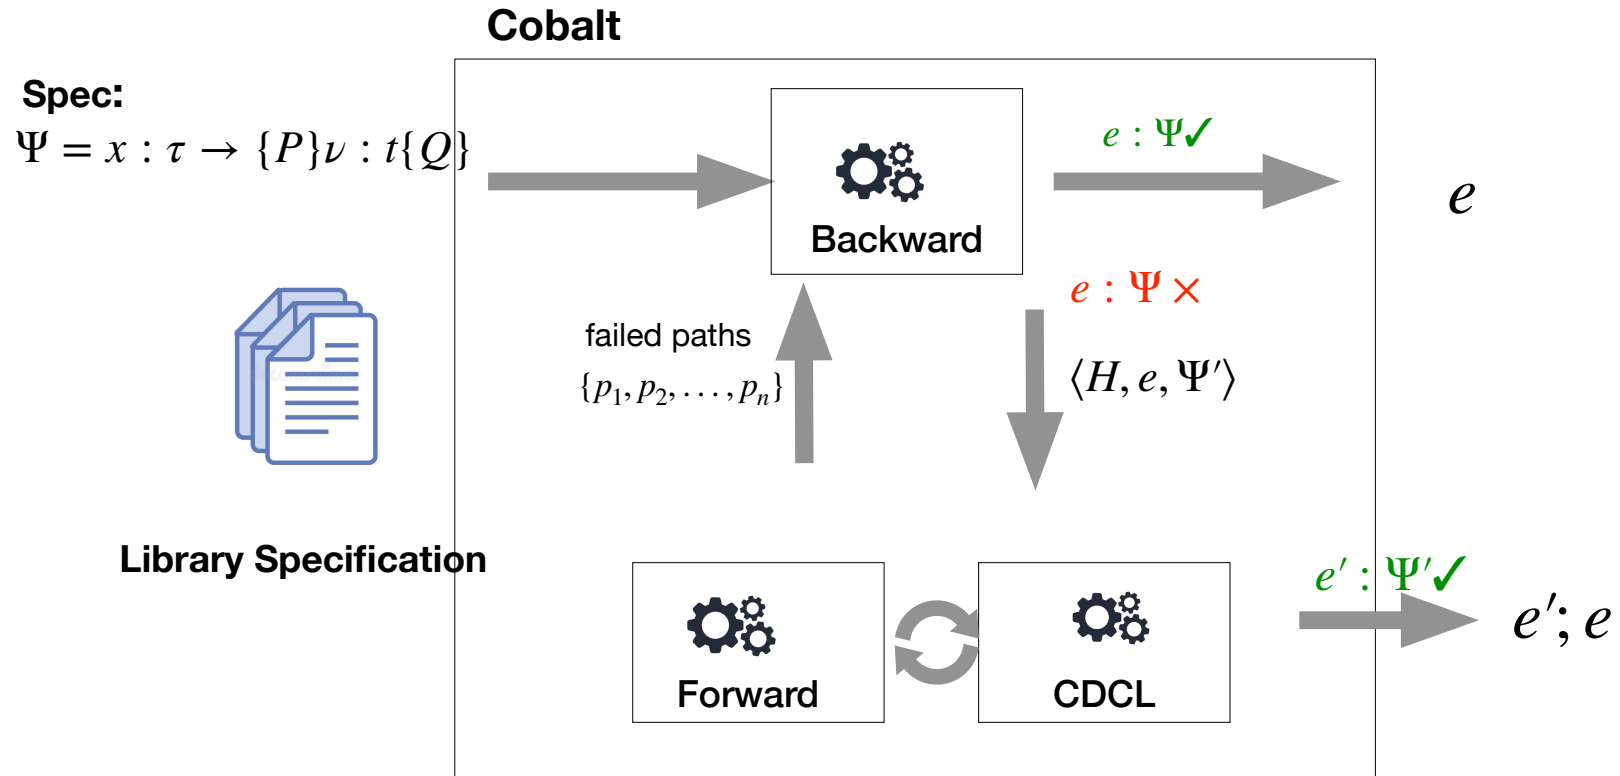 Cobalt
Spec:
Ψ = x : τ → {P}ν : t{Q}
e : Ψ✓
e
Backward
e : Ψ ×
failed paths
{p₁, p₂, . . . , pₙ}
⟨H, e, Ψ′⟩
Library Specification
e′ : Ψ′✓
e′; e
Forward
CDCL